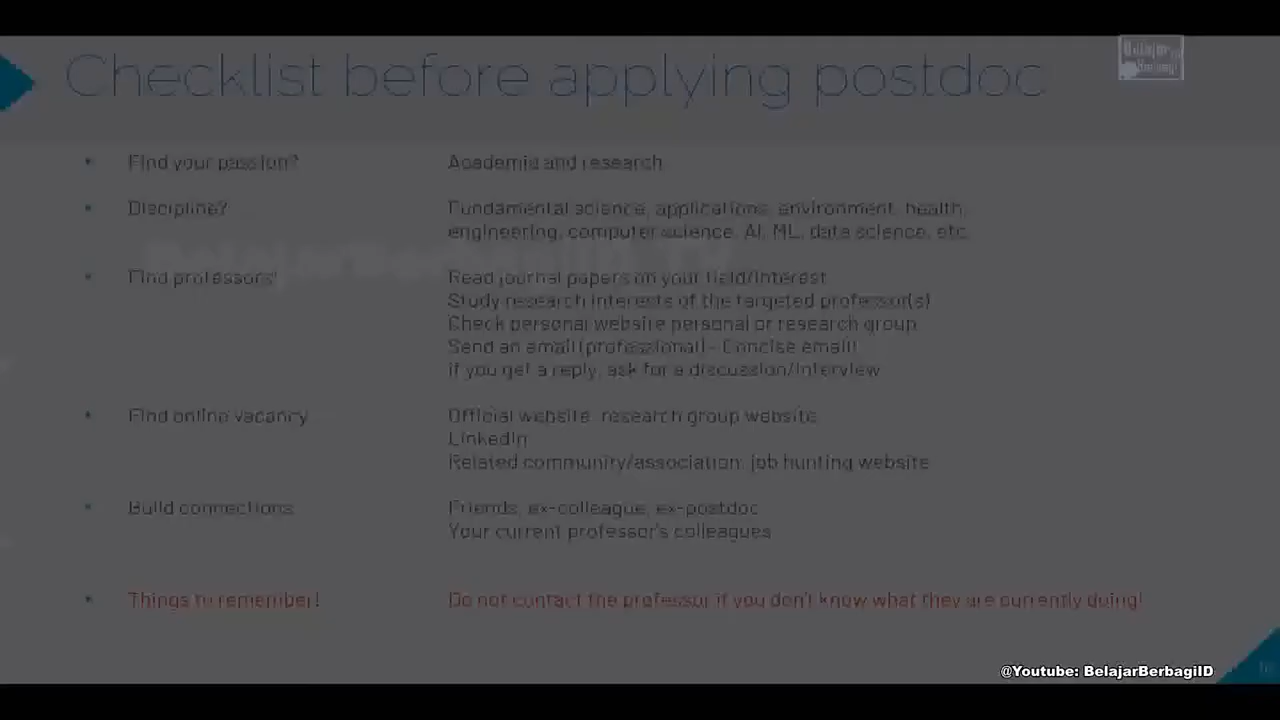 Checklist before applying postdoc
Belajar
Berbagi
• Find your passion? Academia and research
• Discipline? Fundamental science, applications, environment, health,
engineering, computer science, AI, ML, data science, etc.
BelajarBerbagiID TV
• Find professors! Read journal papers on your field/interest
Study research interests of the targeted professor(s)
Check personal website personal or research group
Send an email (professional) - Concise email!
If you get a reply, ask for a discussion/interview
• Find online vacancy Official website, research group website
LinkedIn
Related community/association, job hunting website
• Build connections Friends, ex-colleague, ex-postdoc
Your current professor's colleagues
• Things to remember! Do not contact the professor if you don't know what they are currently doing!
@Youtube: BelajarBerbagiID